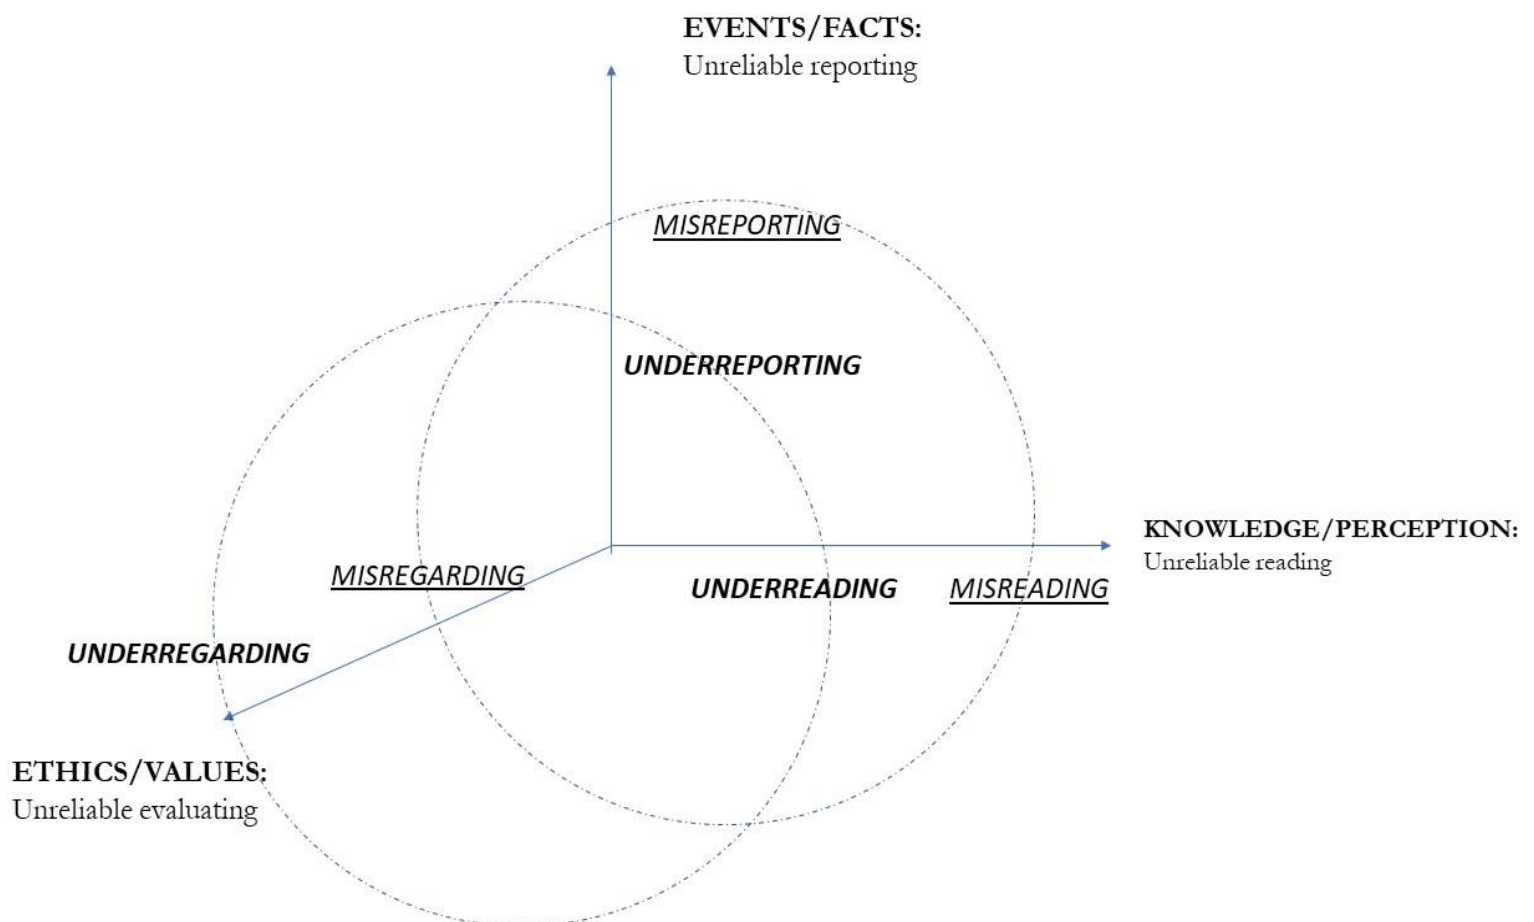 EVENTS/FACTS:
Unreliable reporting
MISREPORTING
UNDERREPORTING
KNOWLEDGE/PERCEPTION:
Unreliable reading
MISREGARDING
UNDERREADING
MISREADING
UNDERREGARDING
ETHICS/VALUES:
Unreliable evaluating